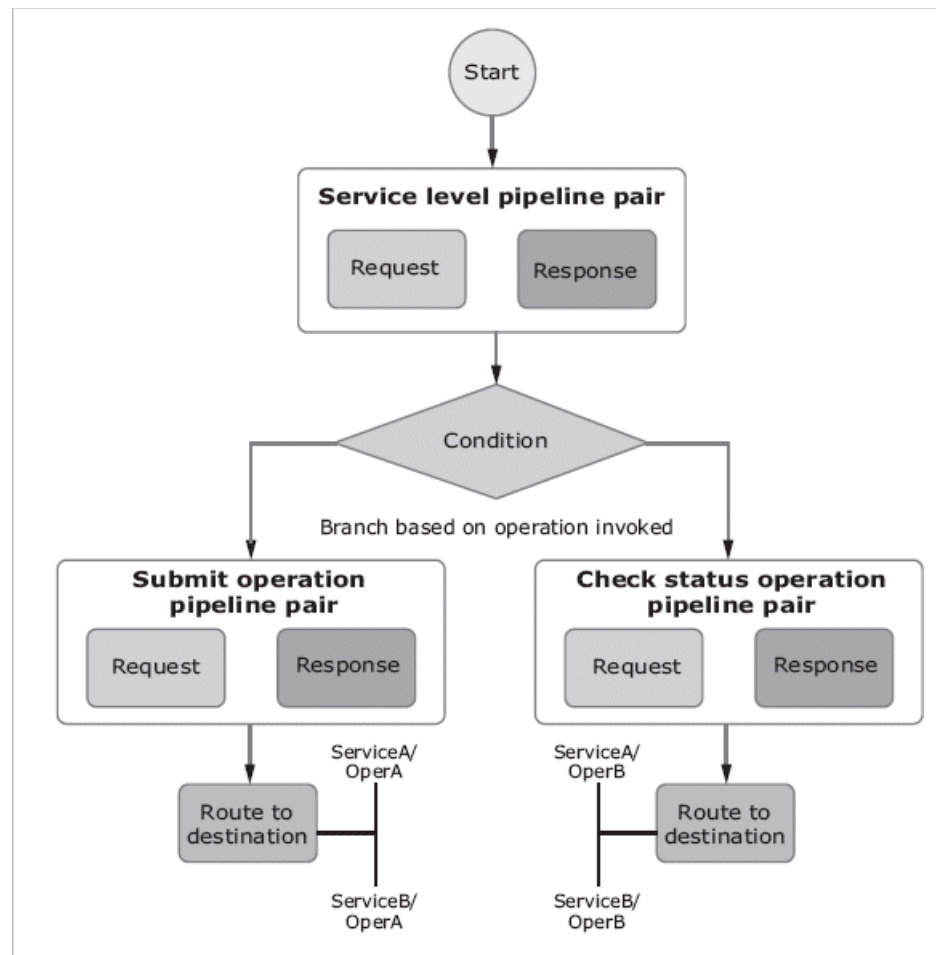 Start
Service level pipeline pair
Request
Response
Condition
Branch based on operation invoked
Submit operation
pipeline pair
Request
Response
Check status operation
pipeline pair
Request
Response
Route to
destination
ServiceA/
OperA
ServiceB/
OperA
ServiceA/
OperB
ServiceB/
OperB
Route to
destination